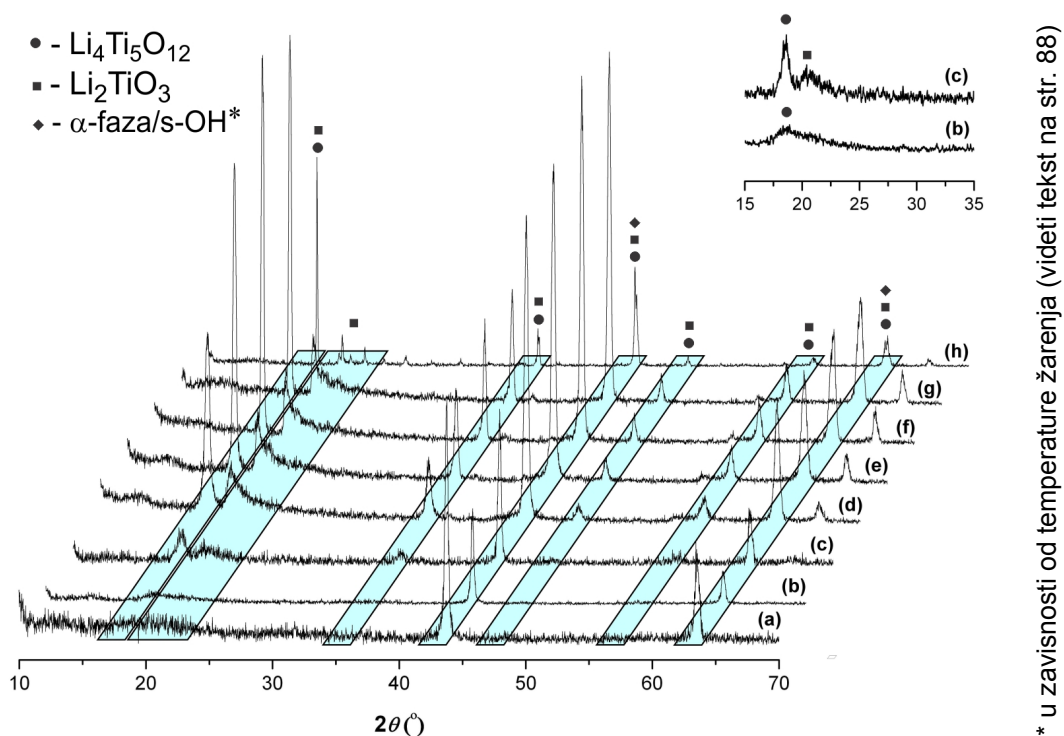 ● - Li₄Ti₅O₁₂
■ - Li₂TiO₃
◆ - α-faza/s-OH*
(c)
(b)
15 20 25 30 35
(h)
(g)
(f)
(e)
(d)
(c)
(b)
(a)
10 20 30 40 50 60 70
2θ (°)
* u zavisnosti od temperature žarenja (videti tekst na str. 88)